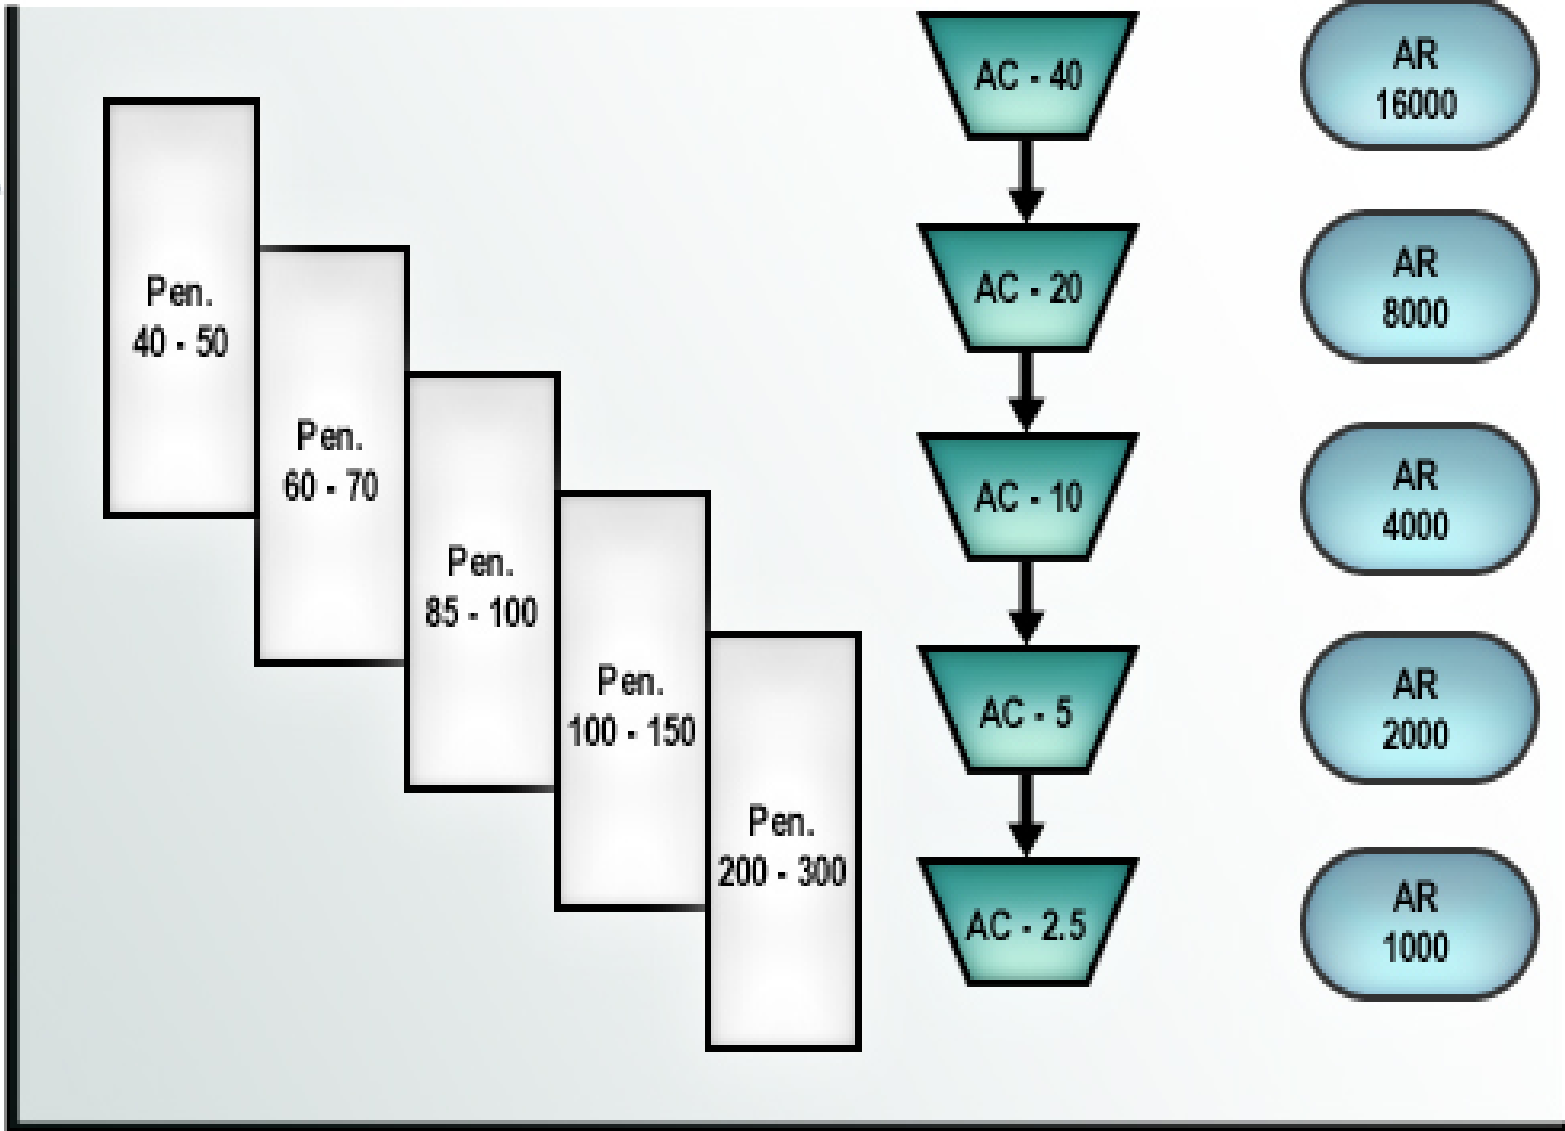 Pen.
40 - 50
Pen.
60 - 70
Pen.
85 - 100
Pen.
100 - 150
Pen.
200 - 300
AC - 40
AC - 20
AC - 10
AC - 5
AC - 2.5
AR
16000
AR
8000
AR
4000
AR
2000
AR
1000